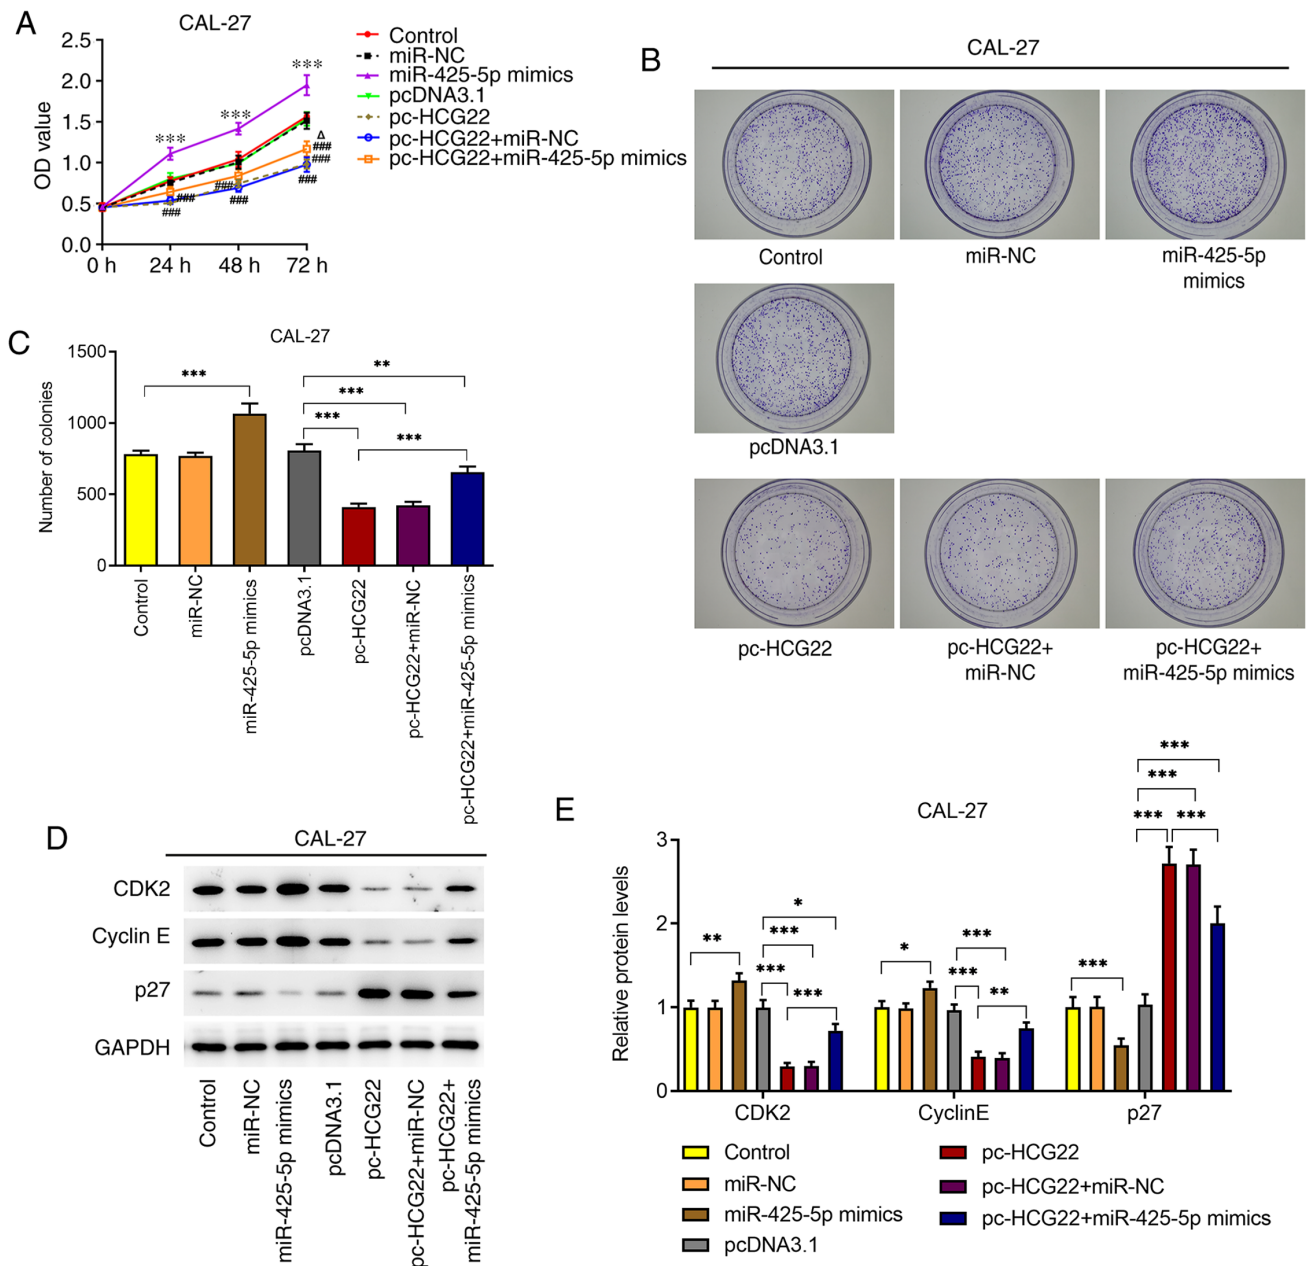 A
CAL-27
OD value
2.5
2.0
1.5
1.0
0.5
0.0
0 h
24 h
48 h
72 h
***
***
***
###
###
###
###
Δ
###
###
###
Control
miR-NC
miR-425-5p mimics
pcDNA3.1
pc-HCG22
pc-HCG22+miR-NC
pc-HCG22+miR-425-5p mimics
B
CAL-27
Control
miR-NC
miR-425-5p
mimics
pcDNA3.1
pc-HCG22
pc-HCG22+
miR-NC
pc-HCG22+
miR-425-5p mimics
C
CAL-27
Number of colonies
1500
1000
500
0
***
**
***
***
***
Control
miR-NC
miR-425-5p mimics
pcDNA3.1
pc-HCG22
pc-HCG22+miR-NC
pc-HCG22+miR-425-5p mimics
D
CAL-27
CDK2
Cyclin E
p27
GAPDH
Control
miR-NC
miR-425-5p mimics
pcDNA3.1
pc-HCG22
pc-HCG22+miR-NC
pc-HCG22+
miR-425-5p mimics
E
CAL-27
Relative protein levels
3
2
1
0
**
*
***
***
***
*
***
***
**
***
***
***
***
***
CDK2
CyclinE
p27
Control
miR-NC
miR-425-5p mimics
pcDNA3.1
pc-HCG22
pc-HCG22+miR-NC
pc-HCG22+miR-425-5p mimics